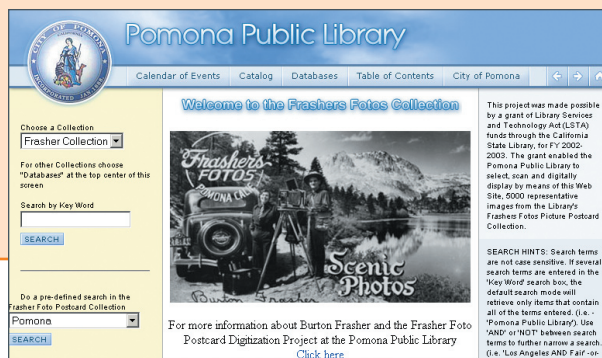 CITY OF POMONA
INCORPORATED JAN. 6, 1888
Pomona Public Library
Calendar of Events Catalog Databases Table of Contents City of Pomona
Choose a Collection
Frasher Collection
For other Collections choose
"Databases" at the top center of this
screen
Search by Key Word
SEARCH
Do a pre-defined search in the
Frasher Foto Postcard Collection
Pomona
SEARCH
Welcome to the Frashers Fotos Collection
Frashers
FOTOS
POMONA CALIF.
Scenic
Photos
Burton Frasher
For more information about Burton Frasher and the Frasher Foto
Postcard Digitization Project at the Pomona Public Library
Click here
This project was made possible
by a grant of Library Services
and Technology Act (LSTA)
funds through the California
State Library, for FY 2002-
2003. The grant enabled the
Pomona Public Library to
select, scan and digitally
display by means of this Web
Site, 5000 representative
images from the Library's
Frashers Fotos Picture Postcard
Collection.
SEARCH HINTS: Search terms
are not case sensitive. If several
search terms are entered in the
'Key Word' search box, the
default search mode will
retrieve only items that contain
all of the terms entered. (i.e. -
'Pomona Public Library'). Use
'AND' or 'NOT' between search
terms to further narrow a search.
(i.e. 'Los Angeles AND Fair' -or-